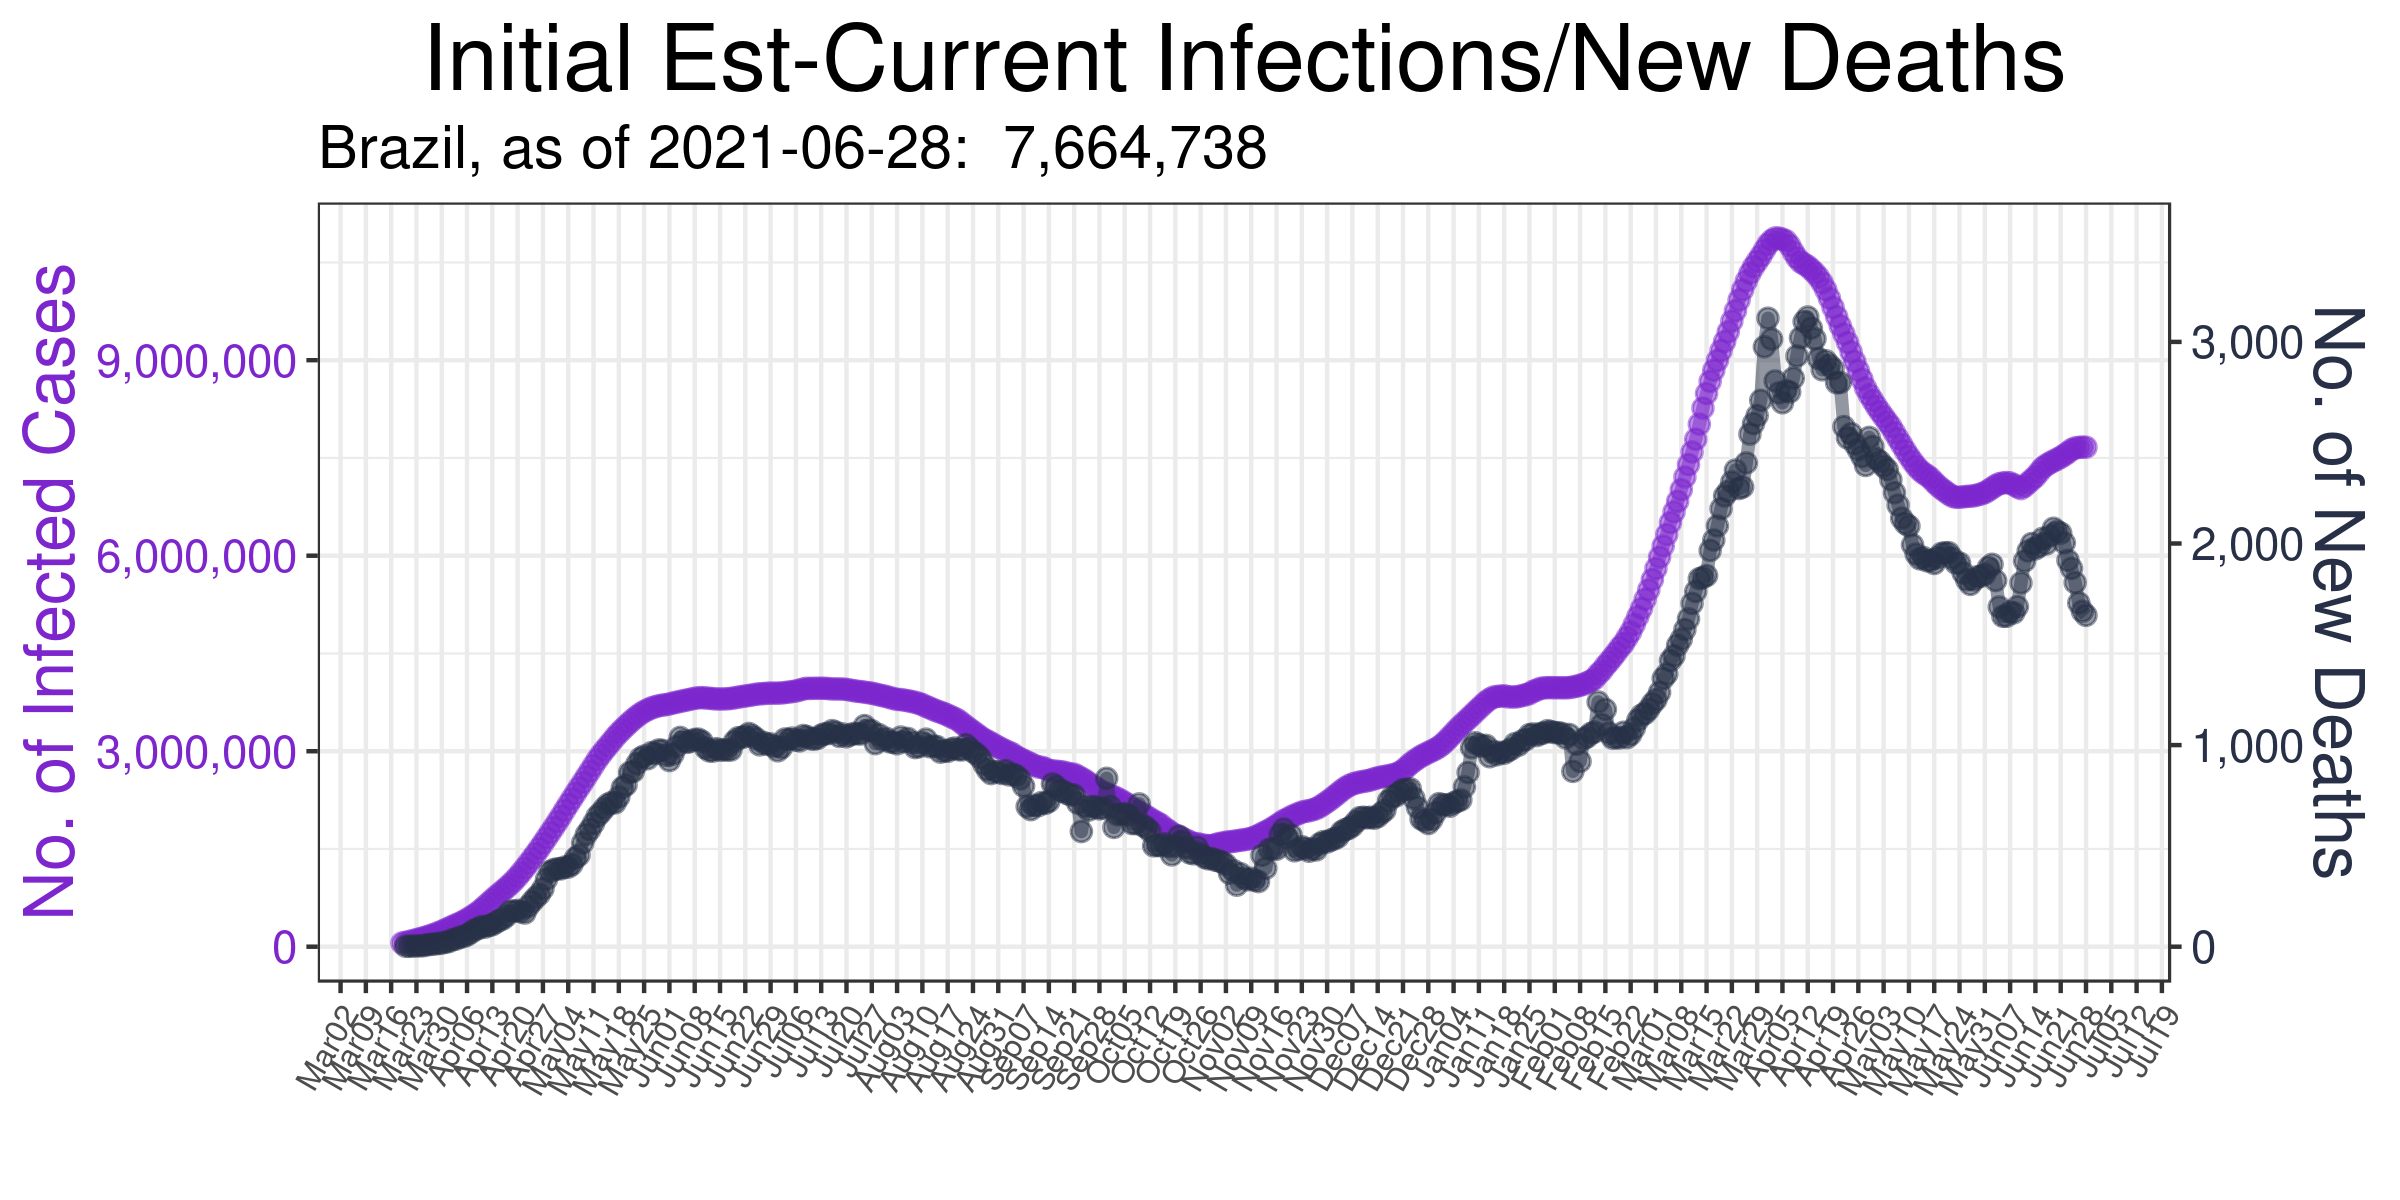 Initial Est-Current Infections/New Deaths
Brazil, as of 2021-06-28:  7,664,738
No. of Infected Cases
9,000,000
6,000,000
3,000,000
0
No. of New Deaths
3,000
2,000
1,000
0
Mar02
Mar09
Mar16
Mar23
Mar30
Apr06
Apr13
Apr20
Apr27
May04
May11
May18
May25
Jun01
Jun08
Jun15
Jun22
Jun29
Jul06
Jul13
Jul20
Jul27
Aug03
Aug10
Aug17
Aug24
Aug31
Sep07
Sep14
Sep21
Sep28
Oct05
Oct12
Oct19
Oct26
Nov02
Nov09
Nov16
Nov23
Nov30
Dec07
Dec14
Dec21
Dec28
Jan04
Jan11
Jan18
Jan25
Feb01
Feb08
Feb15
Feb22
Mar01
Mar08
Mar15
Mar22
Mar29
Apr05
Apr12
Apr19
Apr26
May03
May10
May17
May24
May31
Jun07
Jun14
Jun21
Jun28
Jul05
Jul12
Jul19